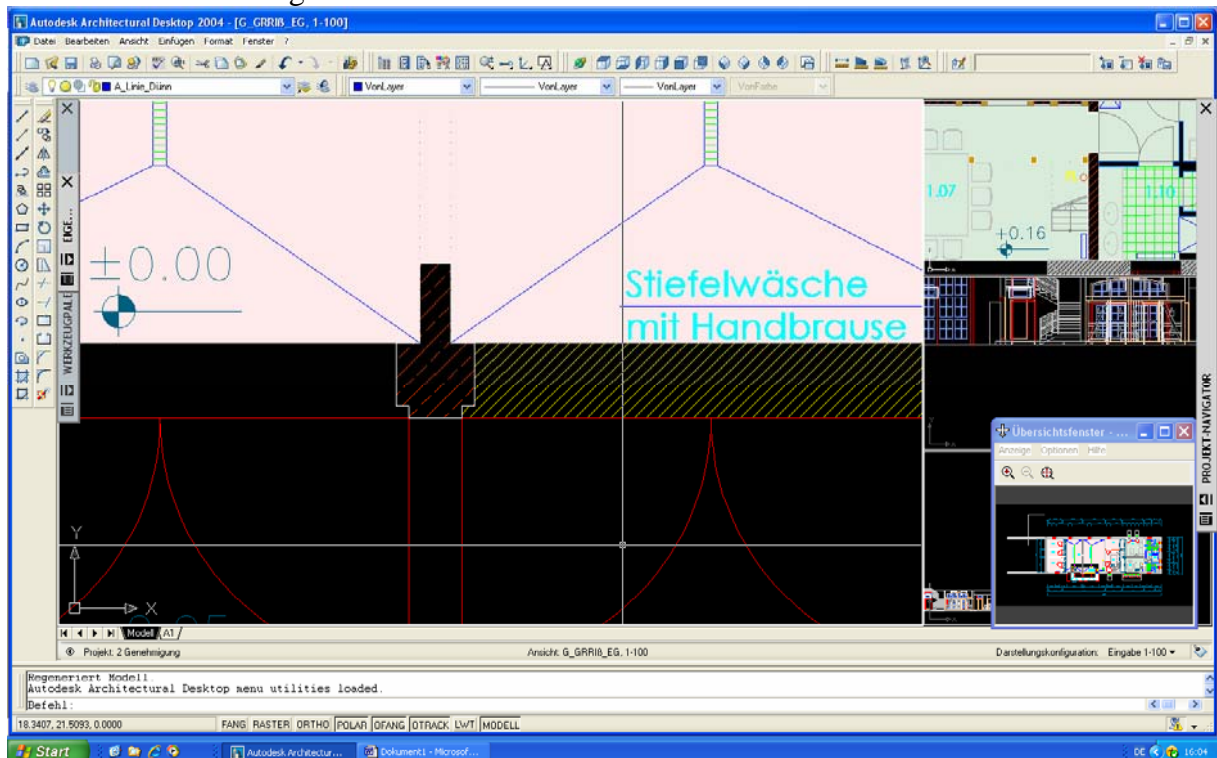 Autodesk Architectural Desktop 2004 - [G_GRRIß_EG, 1-100]
Datei Bearbeiten Ansicht Einfügen Format Fenster ?
A_Linie_Dünn VonLayer VonLayer VonLayer VonFarbe
EIGE...
WERKZEUGPALE
±0.00
Stiefelwäsche
mit Handbrause
1.07
1.10
+0.16
PROJEKT-NAVIGATOR
Übersichtsfenster - ...
Anzeige Optionen Hilfe
Y
X
Modell A1
Projekt: 2 Genehmigung Ansicht: G_GRRIß_EG, 1-100 Darstellungskonfiguration: Eingabe 1-100
Regeneriert Modell.
Autodesk Architectural Desktop menu utilities loaded.
Befehl:
18.3407, 21.5093, 0.0000 FANG RASTER ORTHO POLAR OFANG OTRACK LWT MODELL
Start Autodesk Architectur... Dokument1 - Microsof... DE 16:04